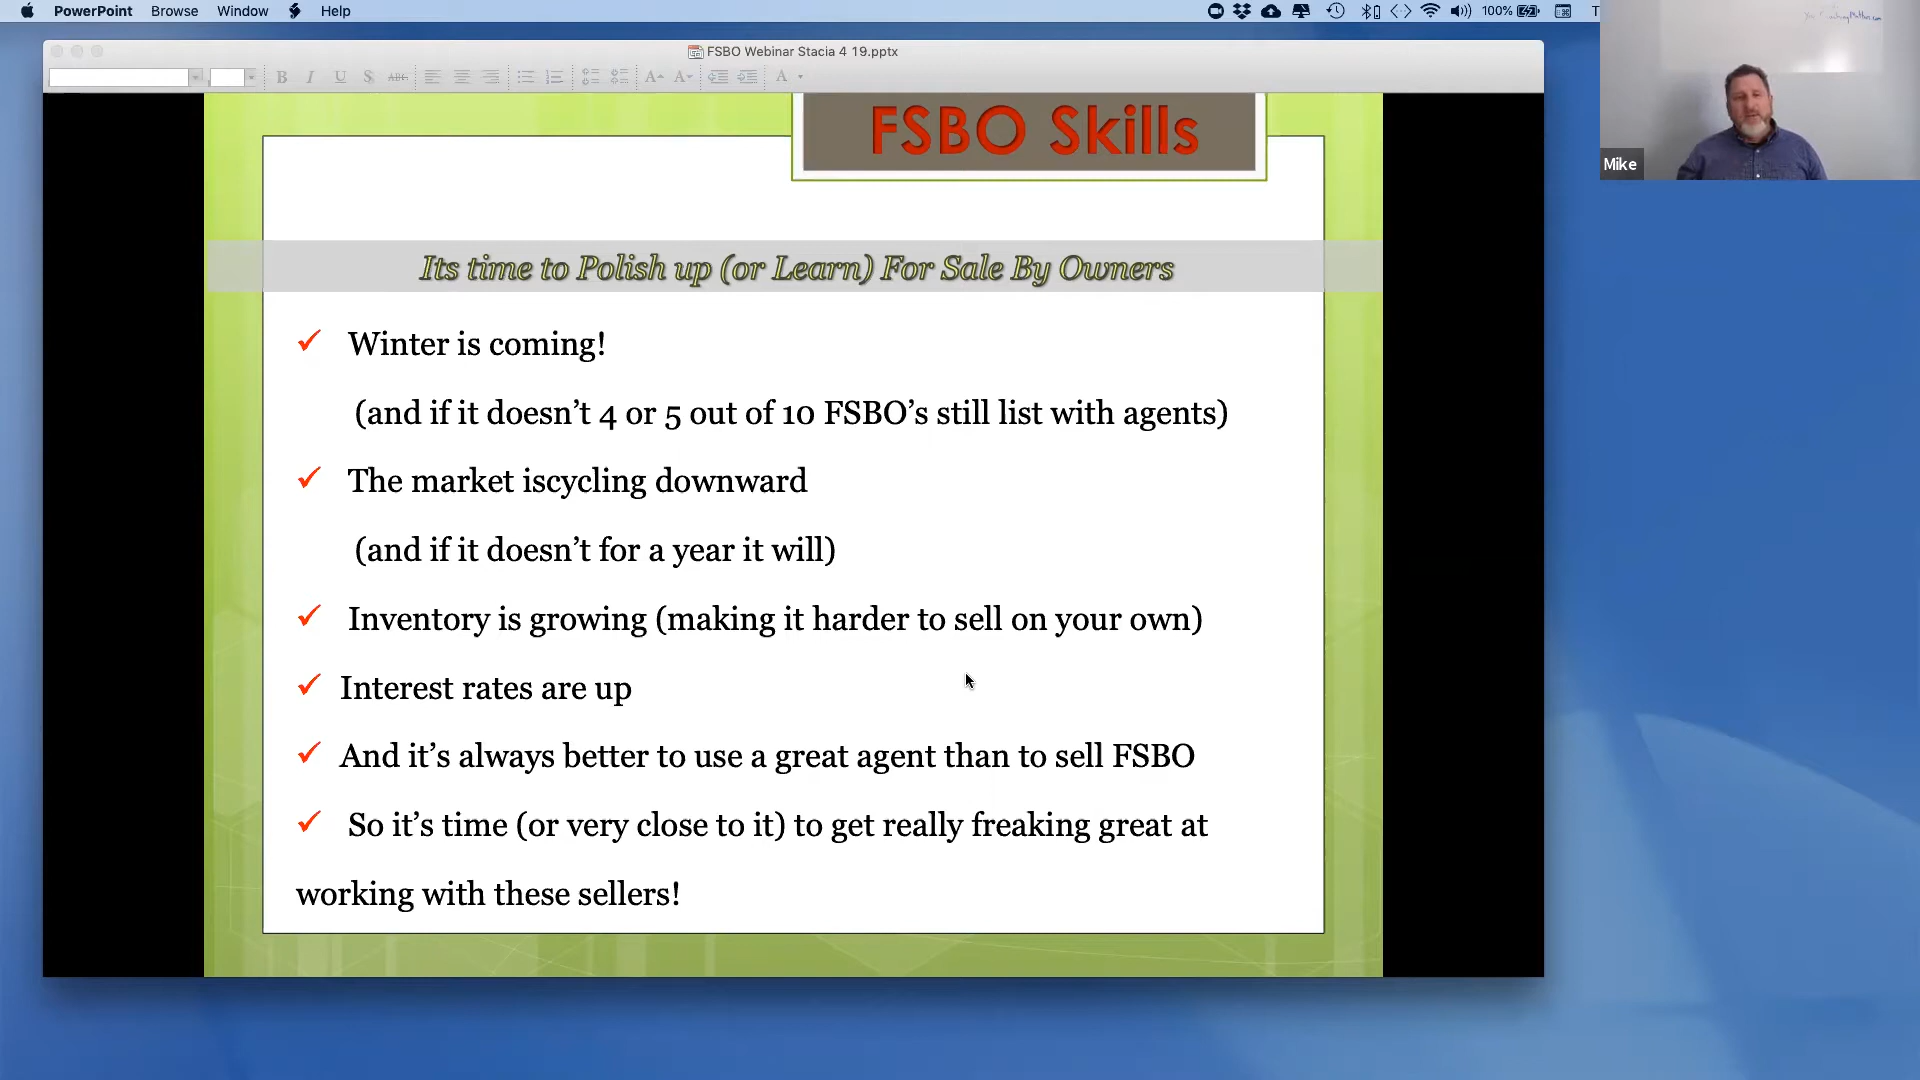 PowerPoint Browse Window Help 100%
FSBO Webinar Stacia 4 19.pptx
B I U S ABC A A A
FSBO Skills
Mike
Its time to Polish up (or Learn) For Sale By Owners
Winter is coming!
(and if it doesn’t 4 or 5 out of 10 FSBO’s still list with agents)
The market iscycling downward
(and if it doesn’t for a year it will)
Inventory is growing (making it harder to sell on your own)
Interest rates are up
And it’s always better to use a great agent than to sell FSBO
So it’s time (or very close to it) to get really freaking great at
working with these sellers!